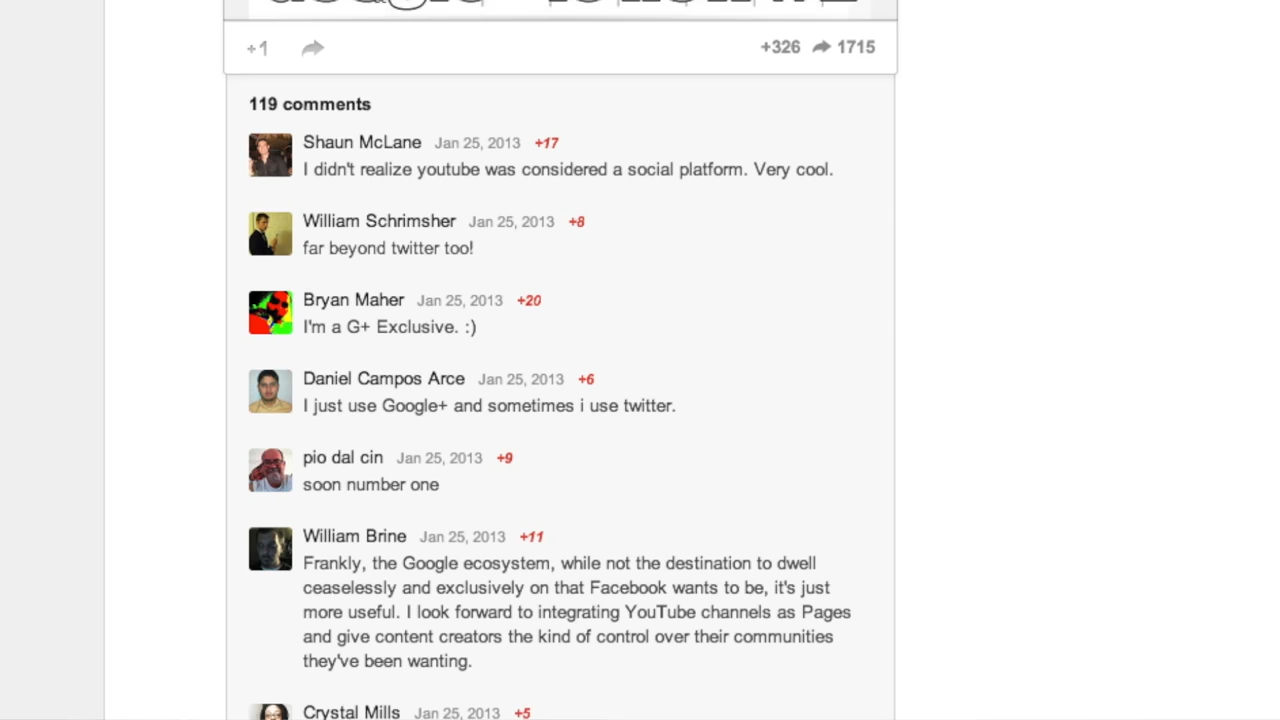 +1
+326 1715
119 comments
Shaun McLane Jan 25, 2013 +17
I didn't realize youtube was considered a social platform. Very cool.
William Schrimsher Jan 25, 2013 +8
far beyond twitter too!
Bryan Maher Jan 25, 2013 +20
I'm a G+ Exclusive. :)
Daniel Campos Arce Jan 25, 2013 +6
I just use Google+ and sometimes i use twitter.
pio dal cin Jan 25, 2013 +9
soon number one
William Brine Jan 25, 2013 +11
Frankly, the Google ecosystem, while not the destination to dwell
ceaselessly and exclusively on that Facebook wants to be, it's just
more useful. I look forward to integrating YouTube channels as Pages
and give content creators the kind of control over their communities
they've been wanting.
Crystal Mills Jan 25, 2013 +5